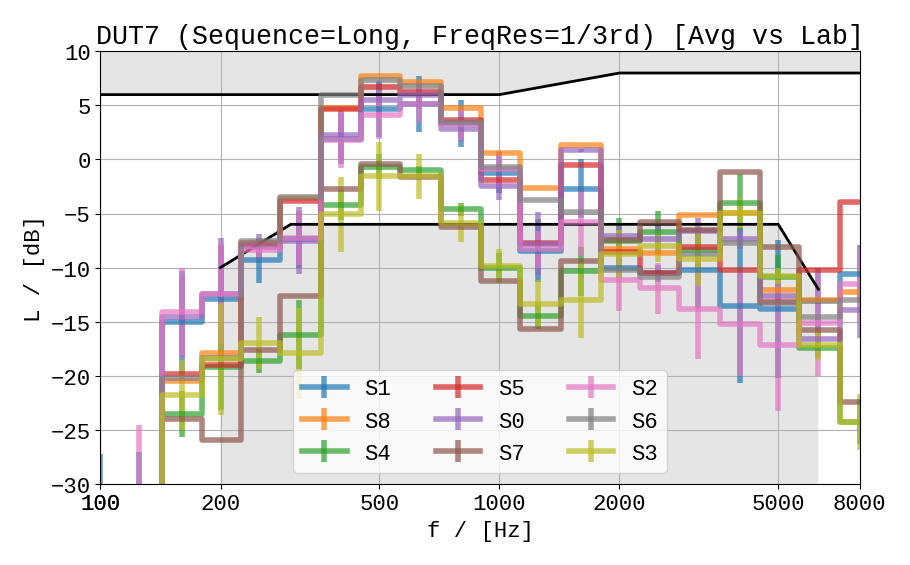 DUT7 (Sequence=Long, FreqRes=1/3rd) [Avg vs Lab]
10
5
0
−5
−10
−15
−20
−25
−30
L / [dB]
S1 S5 S2
S8 S0 S6
S4 S7 S3
100 200 500 1000 2000 5000 8000
f / [Hz]